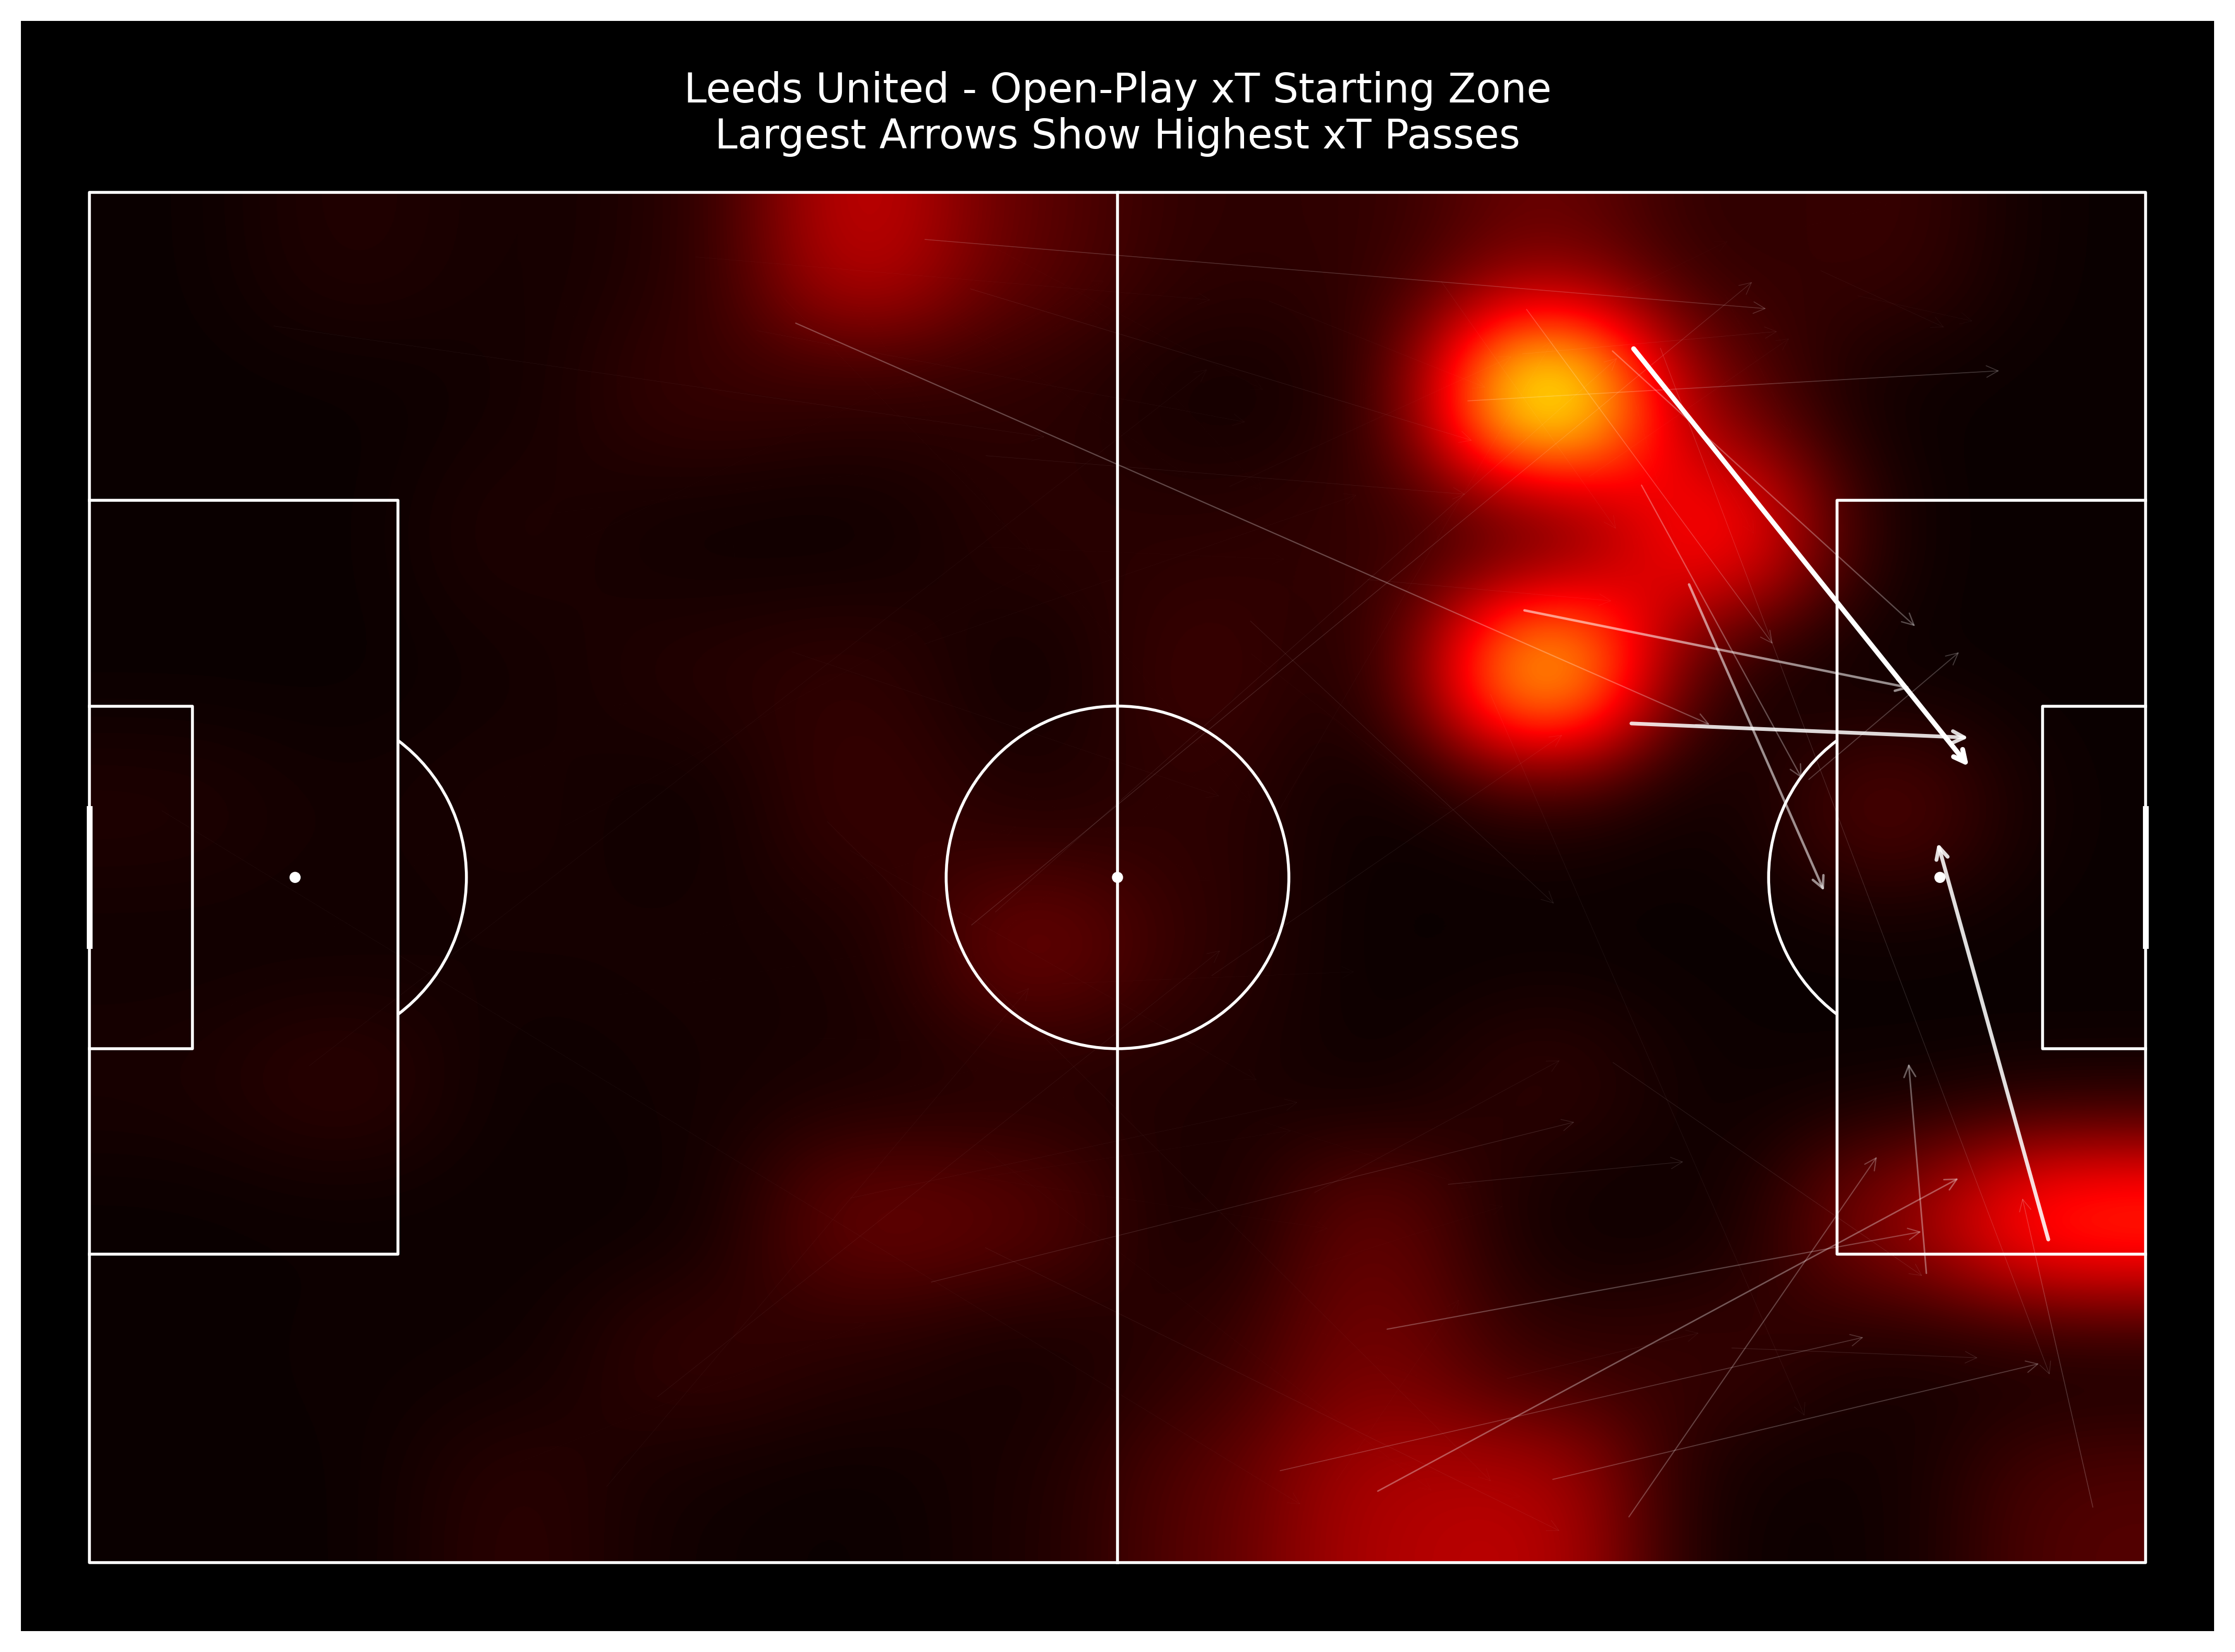 Leeds United - Open-Play xT Starting Zone
Largest Arrows Show Highest xT Passes